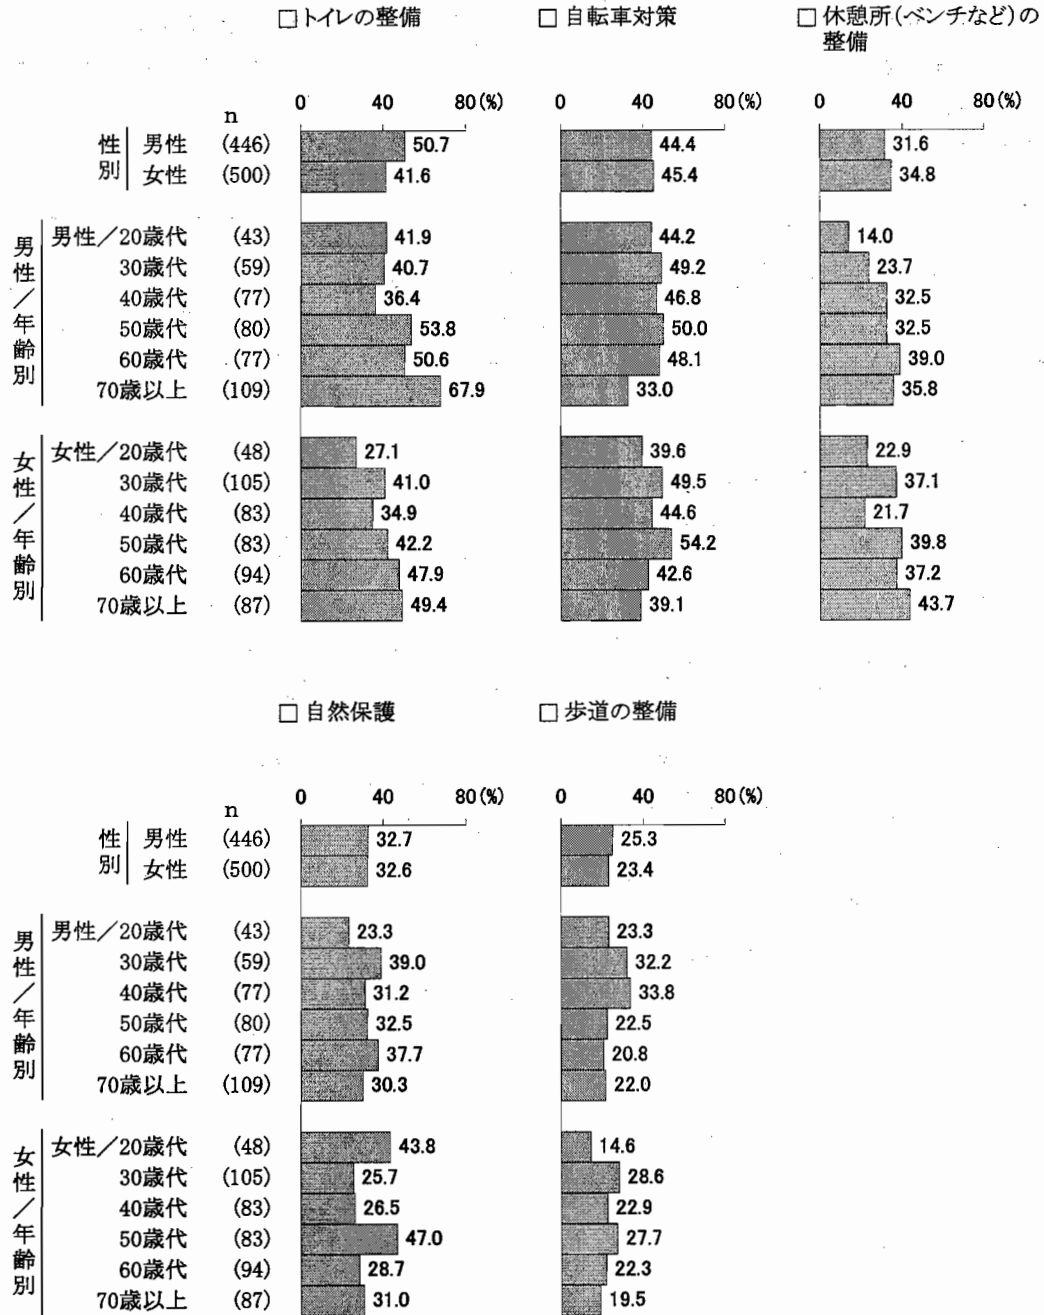 □ トイレの整備 □ 自転車対策 □ 休憩所(ベンチなど)の整備
0 40 80(%) 0 40 80(%) 0 40 80(%)
n
性別
男性 (446) 50.7 44.4 31.6
女性 (500) 41.6 45.4 34.8
男性/年齢別
男性/20歳代 (43) 41.9 44.2 14.0
30歳代 (59) 40.7 49.2 23.7
40歳代 (77) 36.4 46.8 32.5
50歳代 (80) 53.8 50.0 32.5
60歳代 (77) 50.6 48.1 39.0
70歳以上 (109) 67.9 33.0 35.8
女性/年齢別
女性/20歳代 (48) 27.1 39.6 22.9
30歳代 (105) 41.0 49.5 37.1
40歳代 (83) 34.9 44.6 21.7
50歳代 (83) 42.2 54.2 39.8
60歳代 (94) 47.9 42.6 37.2
70歳以上 (87) 49.4 39.1 43.7
□ 自然保護 □ 歩道の整備
0 40 80(%) 0 40 80(%)
n
性別
男性 (446) 32.7 25.3
女性 (500) 32.6 23.4
男性/年齢別
男性/20歳代 (43) 23.3 23.3
30歳代 (59) 39.0 32.2
40歳代 (77) 31.2 33.8
50歳代 (80) 32.5 22.5
60歳代 (77) 37.7 20.8
70歳以上 (109) 30.3 22.0
女性/年齢別
女性/20歳代 (48) 43.8 14.6
30歳代 (105) 25.7 28.6
40歳代 (83) 26.5 22.9
50歳代 (83) 47.0 27.7
60歳代 (94) 28.7 22.3
70歳以上 (87) 31.0 19.5